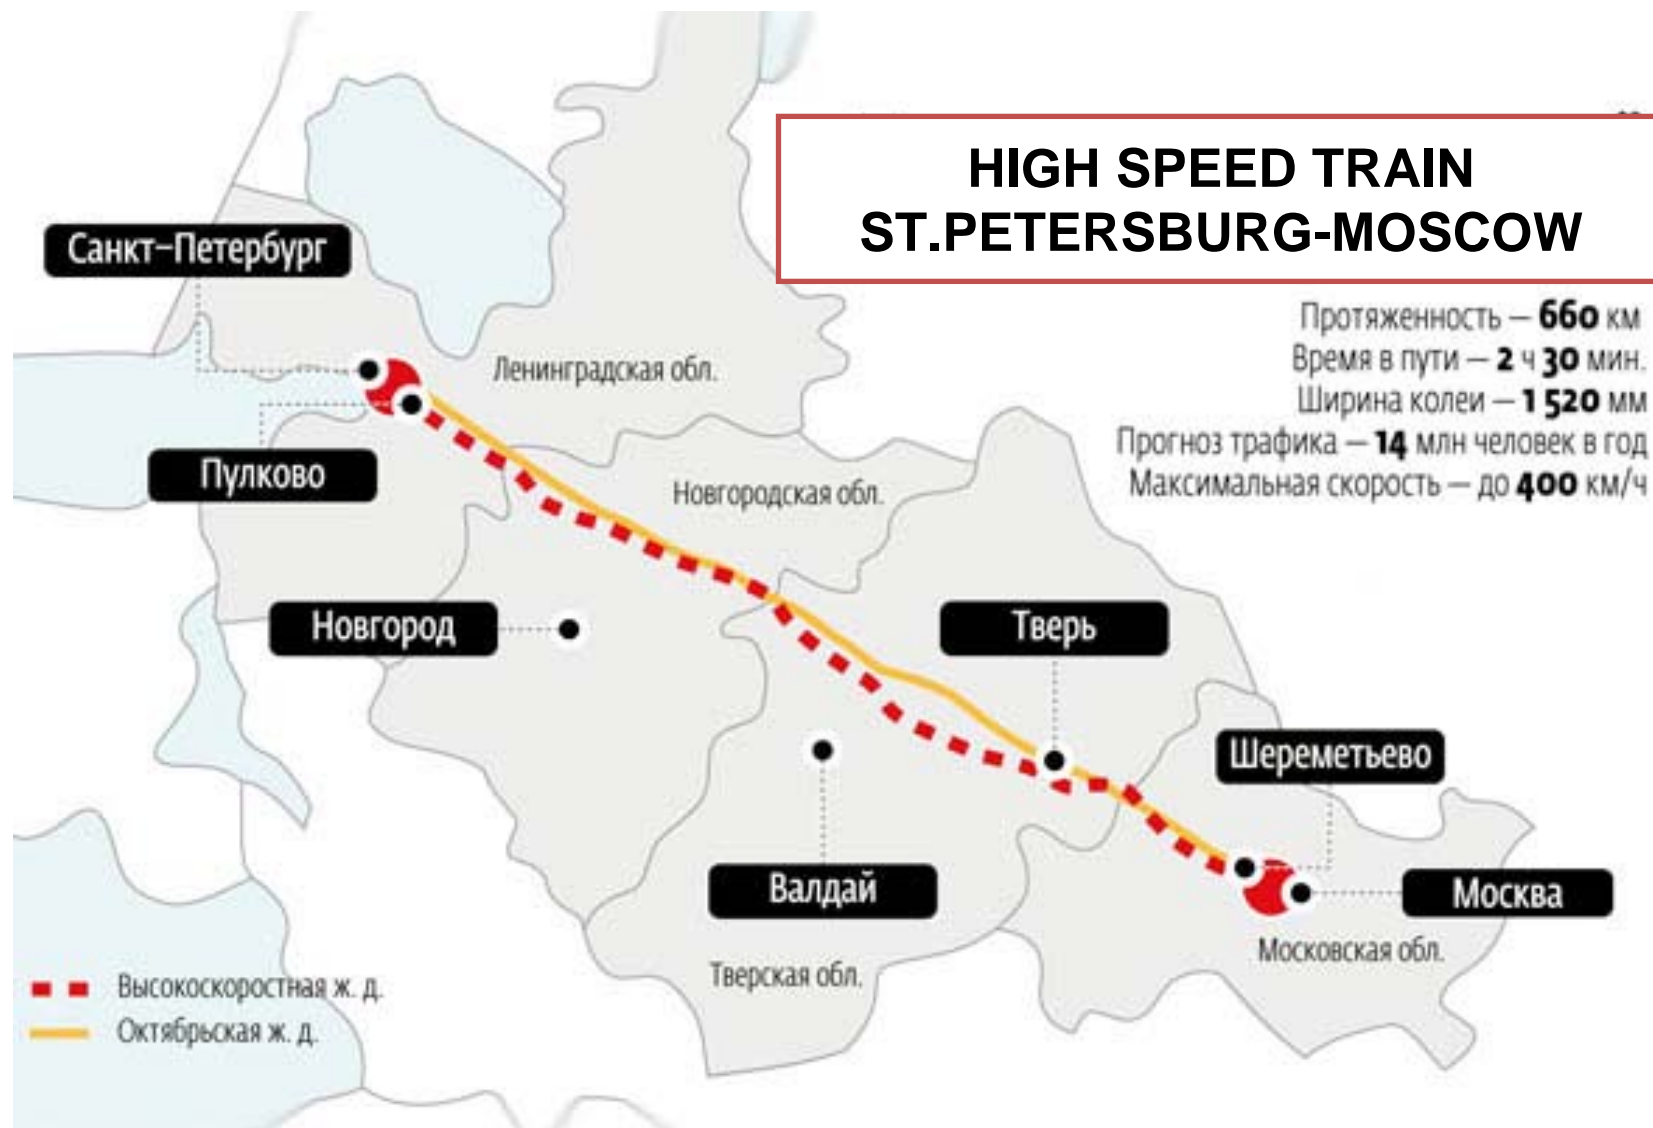 HIGH SPEED TRAIN
ST.PETERSBURG-MOSCOW
Санкт–Петербург
Протяженность — 660 км
Время в пути — 2 ч 30 мин.
Ширина колеи — 1 520 мм
Прогноз трафика — 14 млн человек в год
Максимальная скорость — до 400 км/ч
Ленинградская обл.
Пулково
Новгородская обл.
Новгород
Тверь
Шереметьево
Валдай
Москва
Московская обл.
Тверская обл.
Высокоскоростная ж. д.
Октябрьская ж. д.